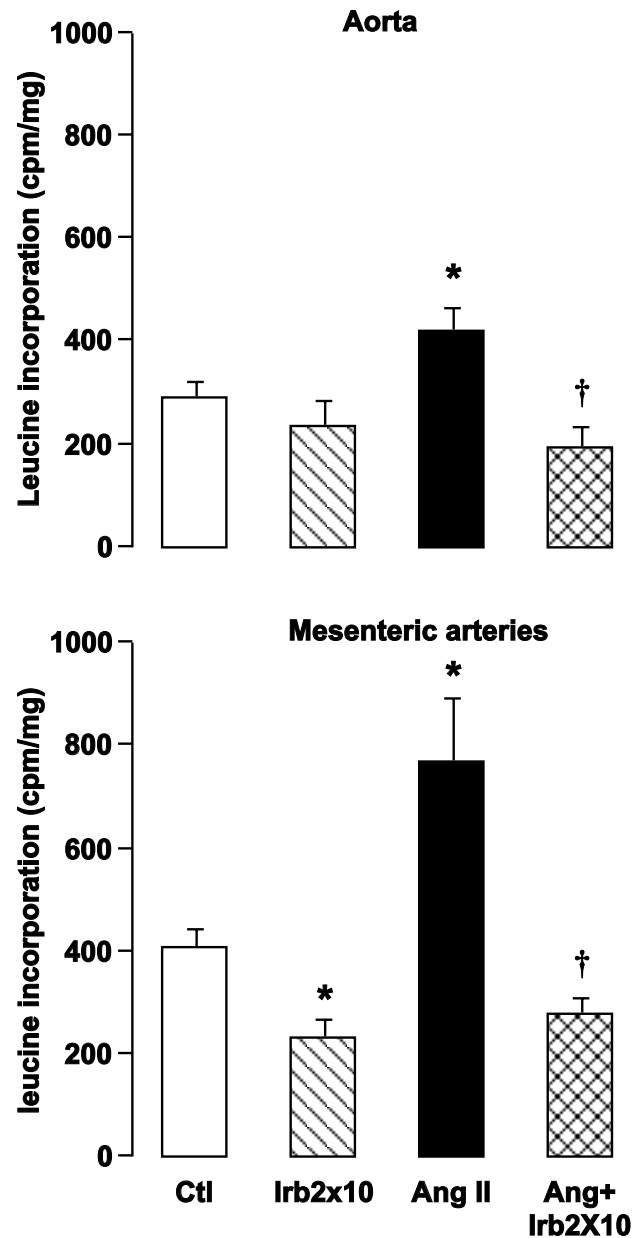 Aorta
Leucine incorporation (cpm/mg)
1000
800
600
400
200
0
*
†
Mesenteric arteries
leucine incorporation (cpm/mg)
1000
800
600
400
200
0
*
*
†
Ctl
Irb2x10
Ang II
Ang+
Irb2X10